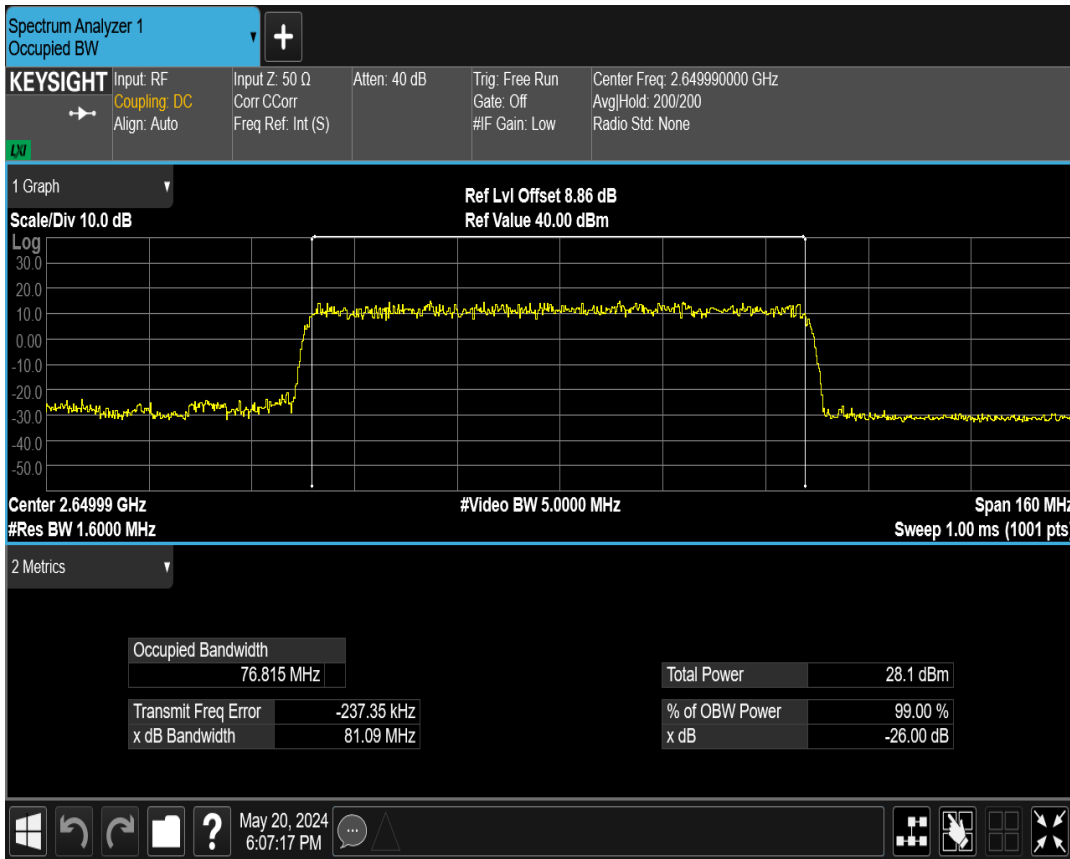 Spectrum Analyzer 1
Occupied BW
KEYSIGHT
LXI
Input: RF
Coupling: DC
Align: Auto
Input Z: 50 Ω
Corr CCorr
Freq Ref: Int (S)
Atten: 40 dB
Trig: Free Run
Gate: Off
#IF Gain: Low
Center Freq: 2.649990000 GHz
Avg|Hold: 200/200
Radio Std: None
1 Graph
Ref Lvl Offset 8.86 dB
Scale/Div 10.0 dB
Ref Value 40.00 dBm
Log
30.0
20.0
10.0
0.00
-10.0
-20.0
-30.0
-40.0
-50.0
Center 2.64999 GHz
#Video BW 5.0000 MHz
Span 160 MHz
#Res BW 1.6000 MHz
Sweep 1.00 ms (1001 pts)
2 Metrics
Occupied Bandwidth
76.815 MHz
Total Power 28.1 dBm
Transmit Freq Error -237.35 kHz
% of OBW Power 99.00 %
x dB Bandwidth 81.09 MHz
x dB -26.00 dB
May 20, 2024
6:07:17 PM